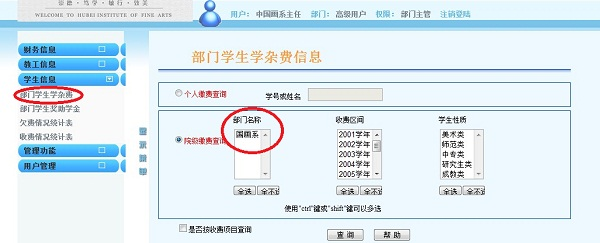 崇德·笃学·敏行·致美
WELCOME TO HUBEI INSTITUTE OF FINE ARTS
用户：中国画系主任 部门：高级用户 权限：部门主管 注销登陆
财务信息
教工信息
学生信息
部门学生学杂费
部门学生奖助学金
欠费情况统计表
收费情况统计表
管理功能
用户管理
部门学生学杂费信息
个人缴费查询 学号或姓名
部门名称 收费区间 学生性质
院级缴费查询
国画系
2001学年
2002学年
2003学年
2004学年
2005学年
美术类
师范类
中专类
研究生类
成教类
全选 全不选 全选 全不选 全选 全不选
使用"ctrl"键或"shift"键可以多选
是否按收费项目查询
查 询 帮 助